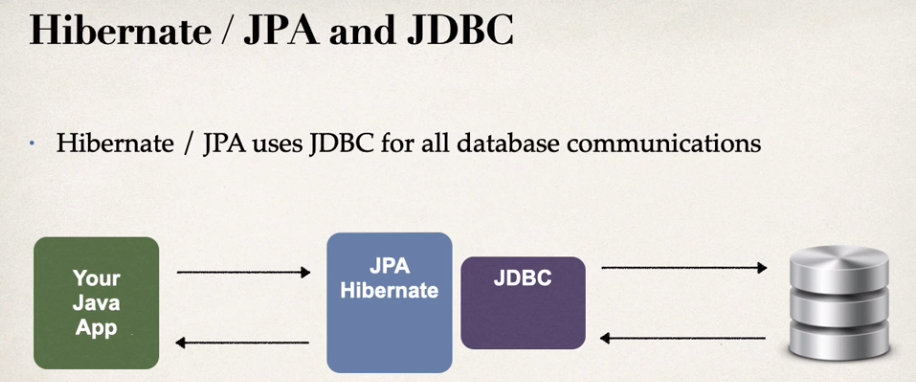 Hibernate / JPA and JDBC
· Hibernate / JPA uses JDBC for all database communications
Your
Java
App
JPA
Hibernate
JDBC